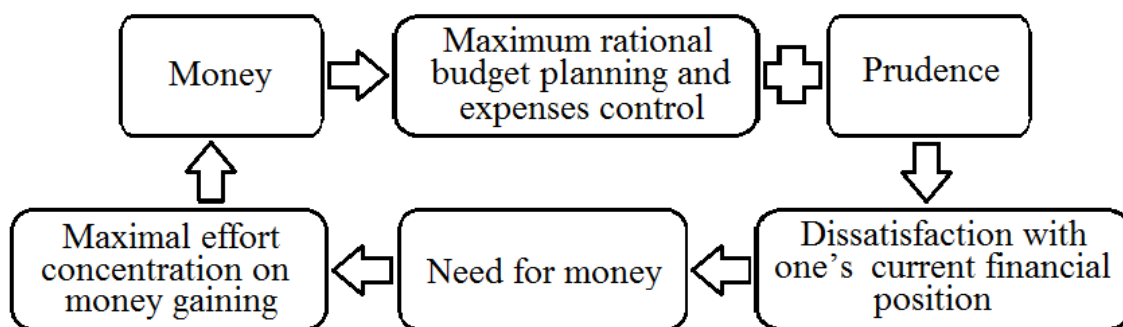 Money
Maximum rational
budget planning and
expenses control
Prudence
Maximal effort
concentration on
money gaining
Need for money
Dissatisfaction with
one’s current financial
position